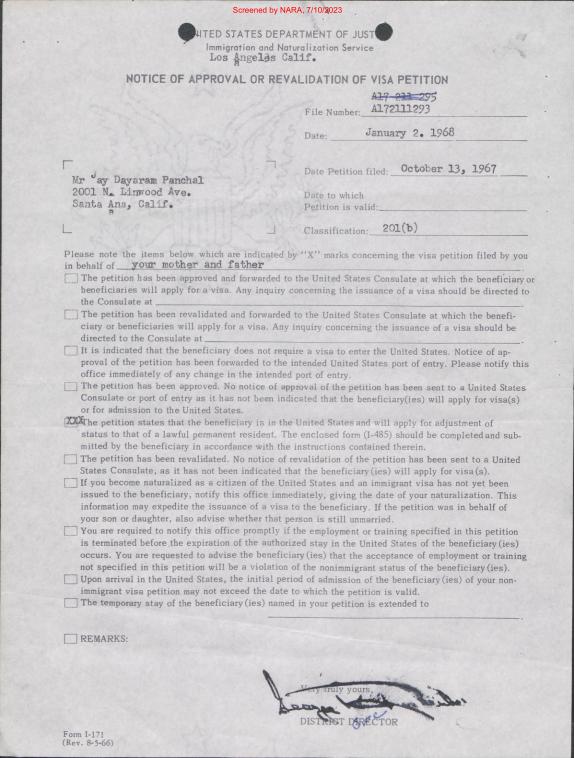 Screened by NARA, 7/10/2023
UNITED STATES DEPARTMENT OF JUST
Immigration and Naturalization Service
Los Angeles Calif.
NOTICE OF APPROVAL OR REVALIDATION OF VISA PETITION
A17 211 295
File Number: A172111293
Date: January 2. 1968
Date Petition filed: October 13, 1967
Mr Jay Dayaram Panchal
2001 N. Linwood Ave.
Santa Ana, Calif.
Date to which
Petition is valid:
Classification: 201(b)
Please note the items below which are indicated by "X" marks concerning the visa petition filed by you
in behalf of your mother and father
The petition has been approved and forwarded to the United States Consulate at which the beneficiary or
beneficiaries will apply for a visa. Any inquiry concerning the issuance of a visa should be directed to
the Consulate at
The petition has been revalidated and forwarded to the United States Consulate at which the benefi-
ciary or beneficiaries will apply for a visa. Any inquiry concerning the issuance of a visa should be
directed to the Consulate at
It is indicated that the beneficiary does not require a visa to enter the United States. Notice of ap-
proval of the petition has been forwarded to the intended United States port of entry. Please notify this
office immediately of any change in the intended port of entry.
The petition has been approved. No notice of approval of the petition has been sent to a United States
Consulate or port of entry as it has not been indicated that the beneficiary(ies) will apply for visa(s)
or for admission to the United States.
XXX The petition states that the beneficiary is in the United States and will apply for adjustment of
status to that of a lawful permanent resident. The enclosed form (I-485) should be completed and sub-
mitted by the beneficiary in accordance with the instructions contained therein.
The petition has been revalidated. No notice of revalidation of the petition has been sent to a United
States Consulate, as it has not been indicated that the beneficiary(ies) will apply for visa(s).
If you become naturalized as a citizen of the United States and an immigrant visa has not yet been
issued to the beneficiary, notify this office immediately, giving the date of your naturalization. This
information may expedite the issuance of a visa to the beneficiary. If the petition was in behalf of
your son or daughter, also advise whether that person is still unmarried.
You are required to notify this office promptly if the employment or training specified in this petition
is terminated before the expiration of the authorized stay in the United States of the beneficiary(ies)
occurs. You are requested to advise the beneficiary(ies) that the acceptance of employment or training
not specified in this petition will be a violation of the nonimmigrant status of the beneficiary(ies).
Upon arrival in the United States, the initial period of admission of the beneficiary(ies) of your non-
immigrant visa petition may not exceed the date to which the petition is valid.
The temporary stay of the beneficiary(ies) named in your petition is extended to
REMARKS:
Very truly yours,
DISTRICT DIRECTOR
Form I-171
(Rev. 8-5-66)